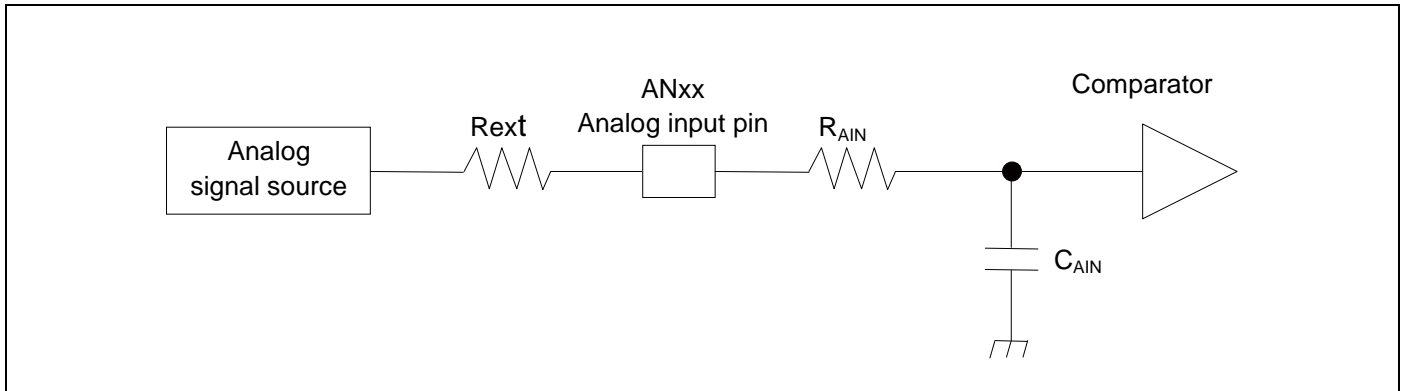 Comparator
ANxx
Analog input pin
Rext
RAIN
Analog
signal source
CAIN